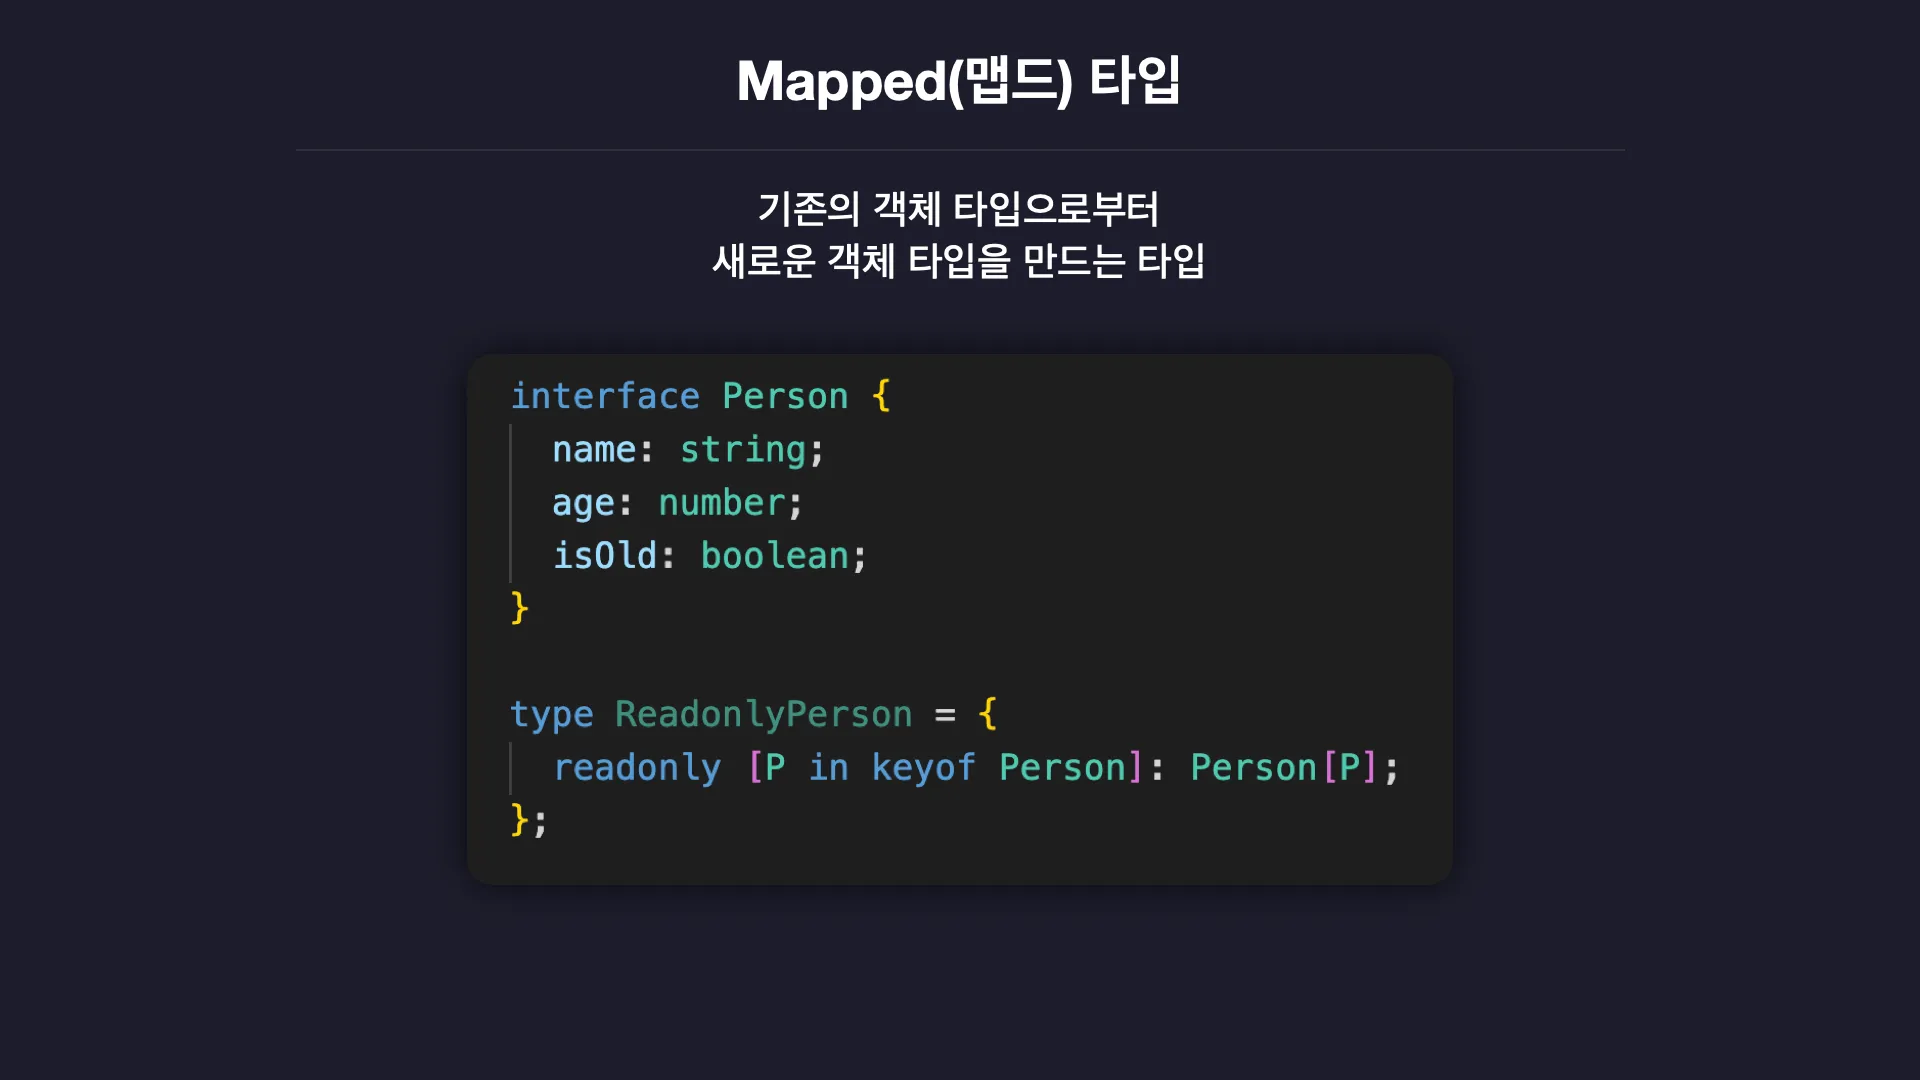 Mapped(맵드) 타입
기존의 객체 타입으로부터
새로운 객체 타입을 만드는 타입
interface Person {
  name: string;
  age: number;
  isOld: boolean;
}
type ReadonlyPerson = {
  readonly [P in keyof Person]: Person[P];
};